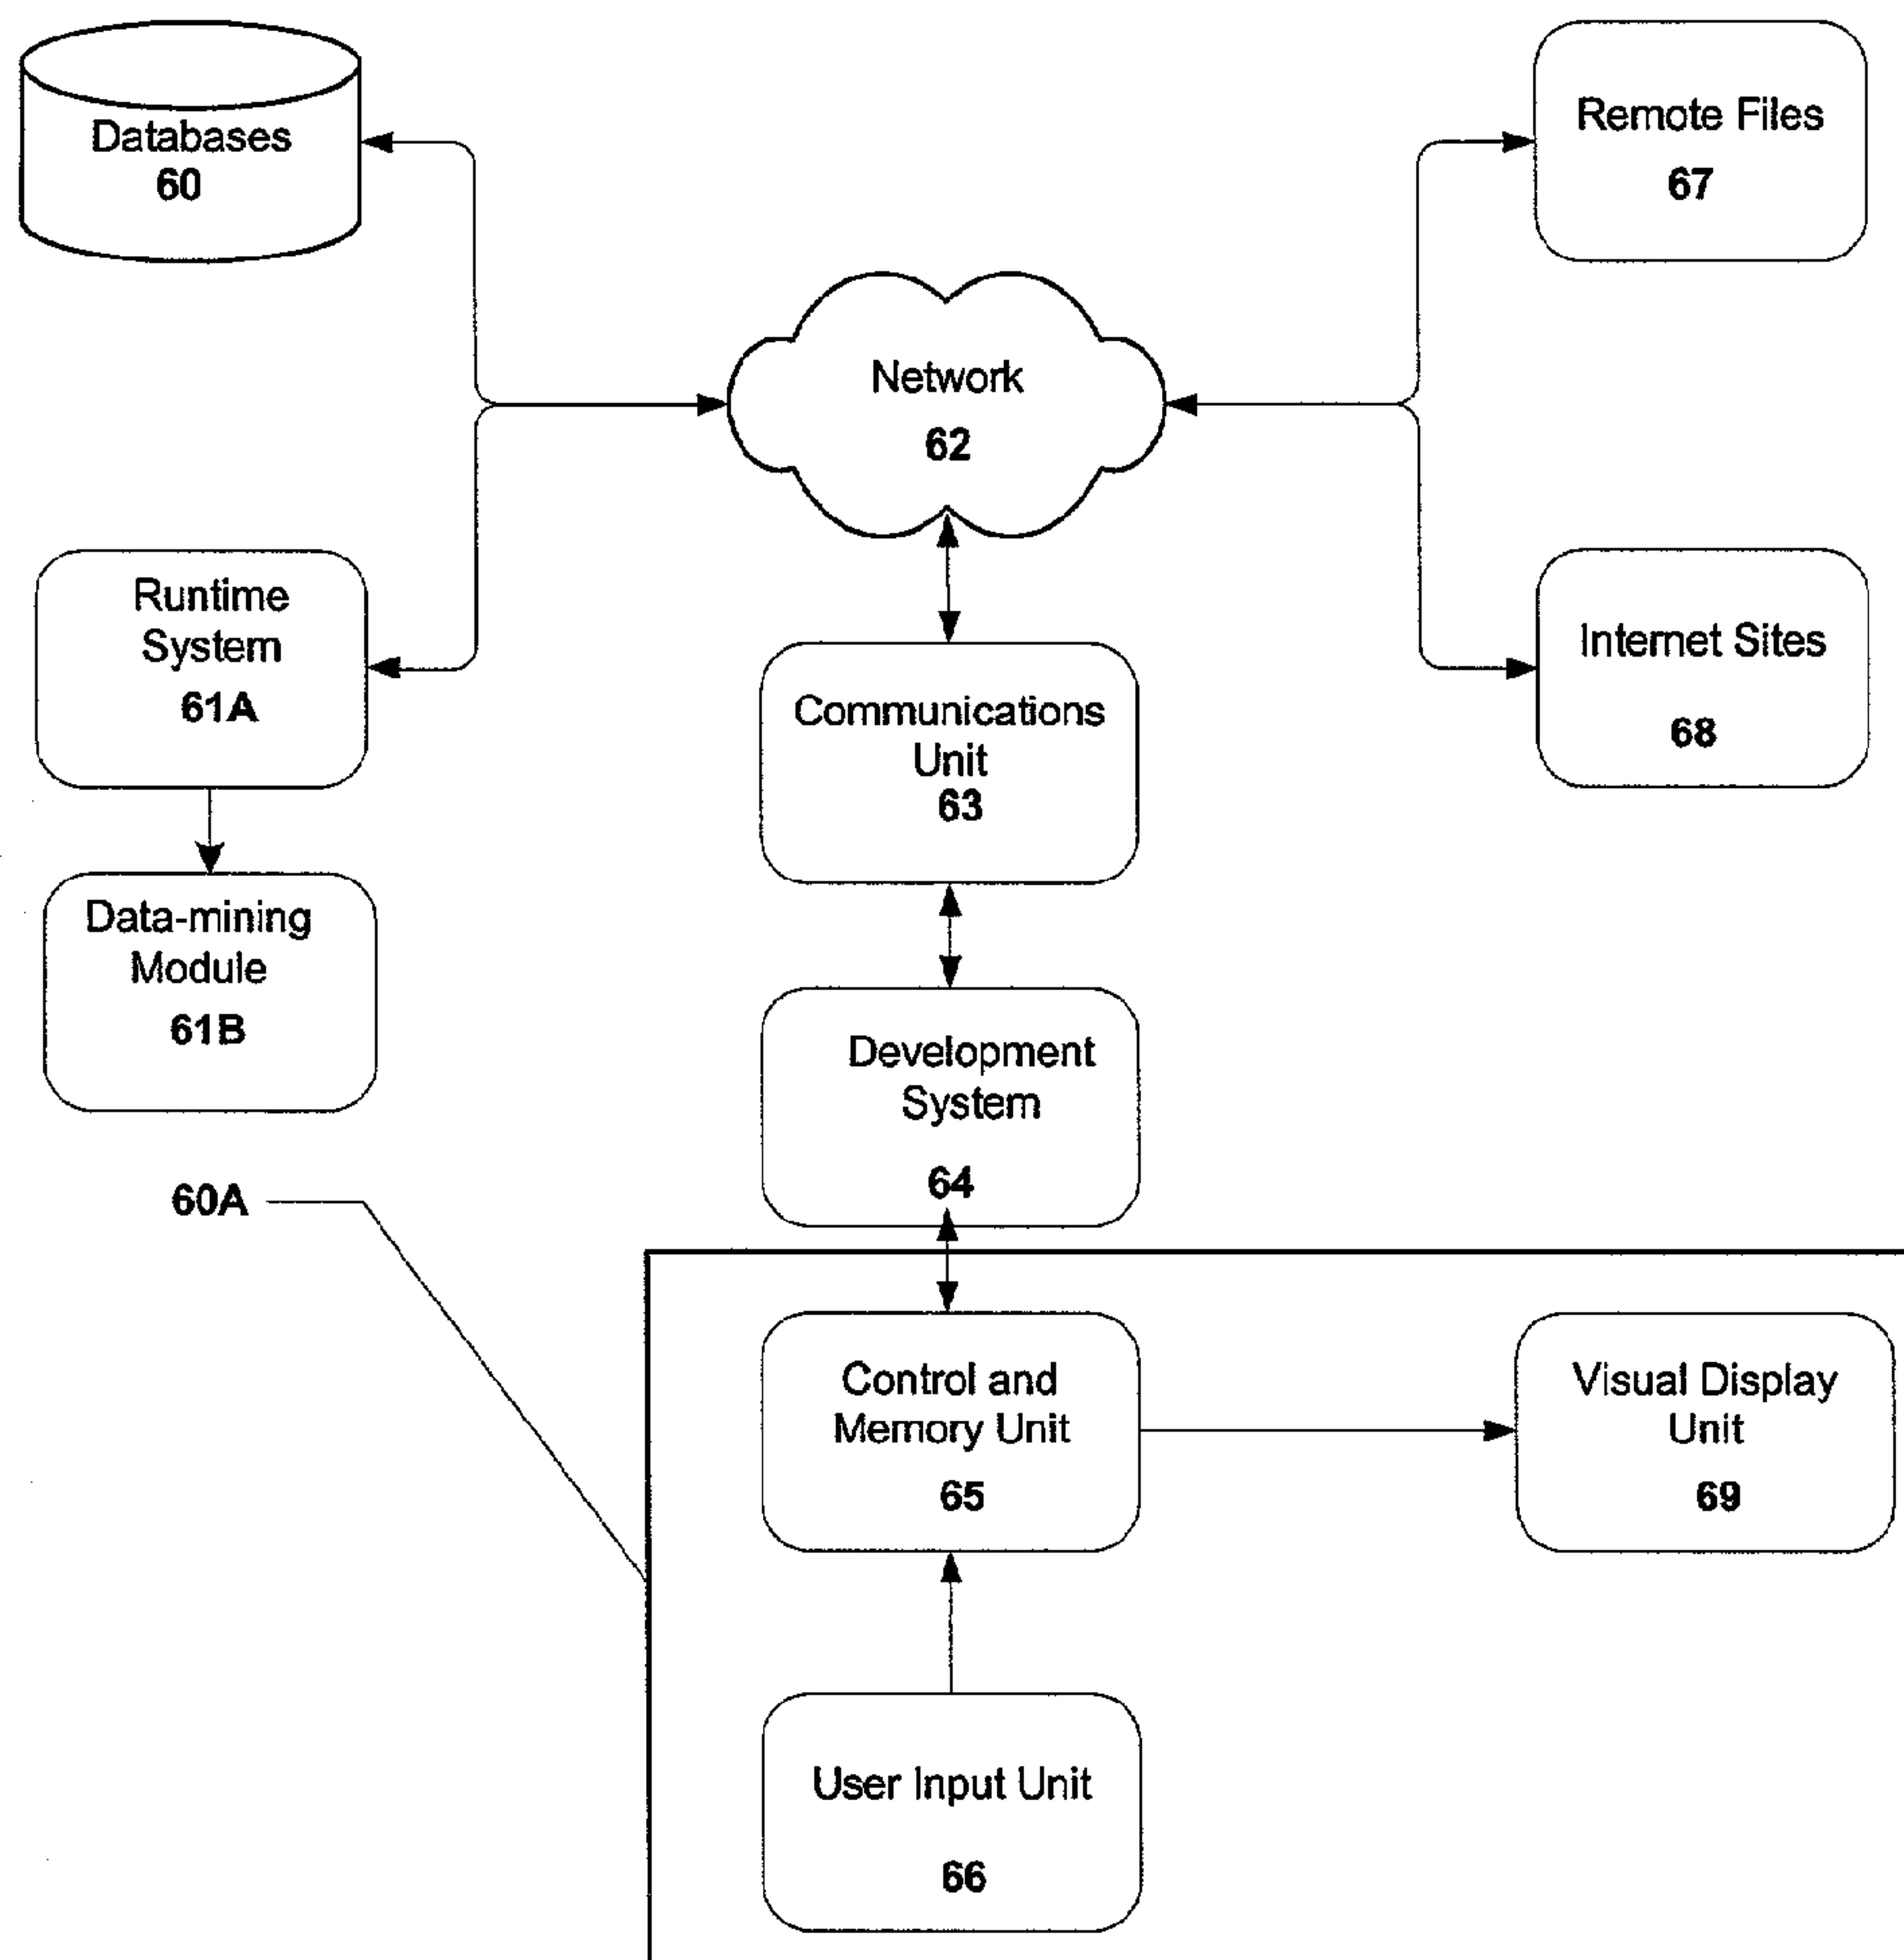 Databases
60
Remote Files
67
Network
62
Runtime
System
61A
Communications
Unit
63
Internet Sites
68
Data-mining
Module
61B
Development
System
64
60A
Control and
Memory Unit
65
Visual Display
Unit
69
User Input Unit
66